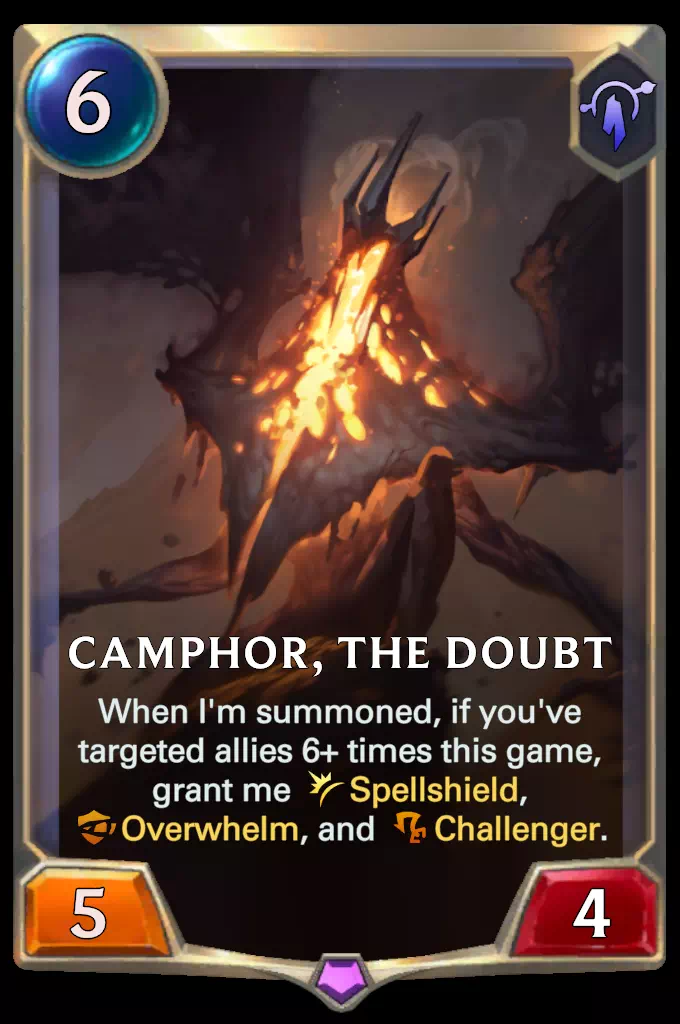 6
CAMPHOR, THE DOUBT
When I'm summoned, if you've
targeted allies 6+ times this game,
grant me Spellshield,
Overwhelm, and Challenger.
5
4